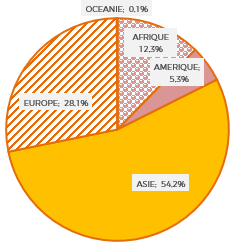 OCEANIE; 0,1%
AFRIQUE
12,3%
AMERIQUE;
5,3%
EUROPE; 28,1%
ASIE; 54,2%